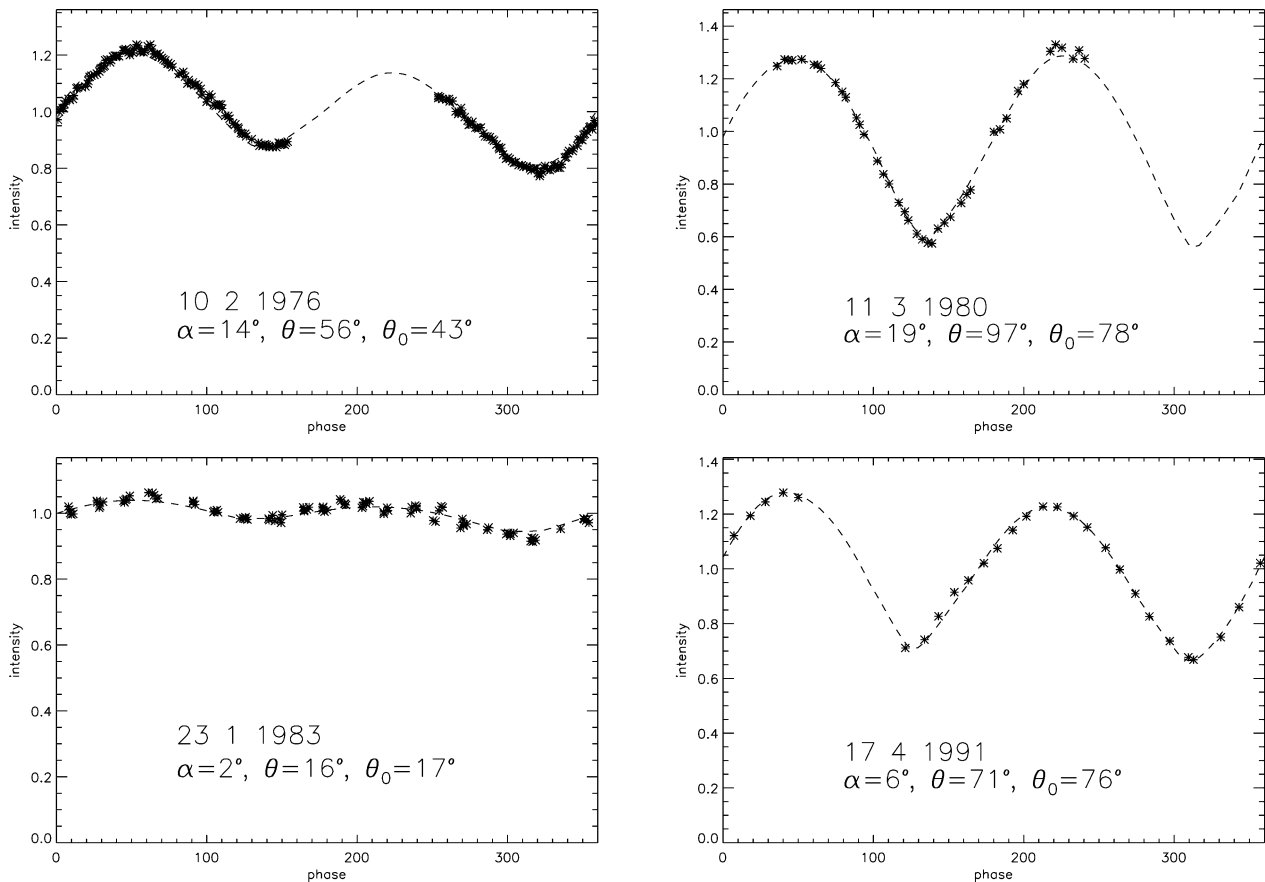 1.2
1.0
0.8
0.6
0.4
0.2
0.0
intensity
10 2 1976
α=14°, θ=56°, θ₀=43°
0 100 200 300
phase
1.4
1.2
1.0
0.8
0.6
0.4
0.2
0.0
intensity
11 3 1980
α=19°, θ=97°, θ₀=78°
0 100 200 300
phase
1.0
0.8
0.6
0.4
0.2
0.0
intensity
23 1 1983
α=2°, θ=16°, θ₀=17°
0 100 200 300
phase
1.4
1.2
1.0
0.8
0.6
0.4
0.2
0.0
intensity
17 4 1991
α=6°, θ=71°, θ₀=76°
0 100 200 300
phase